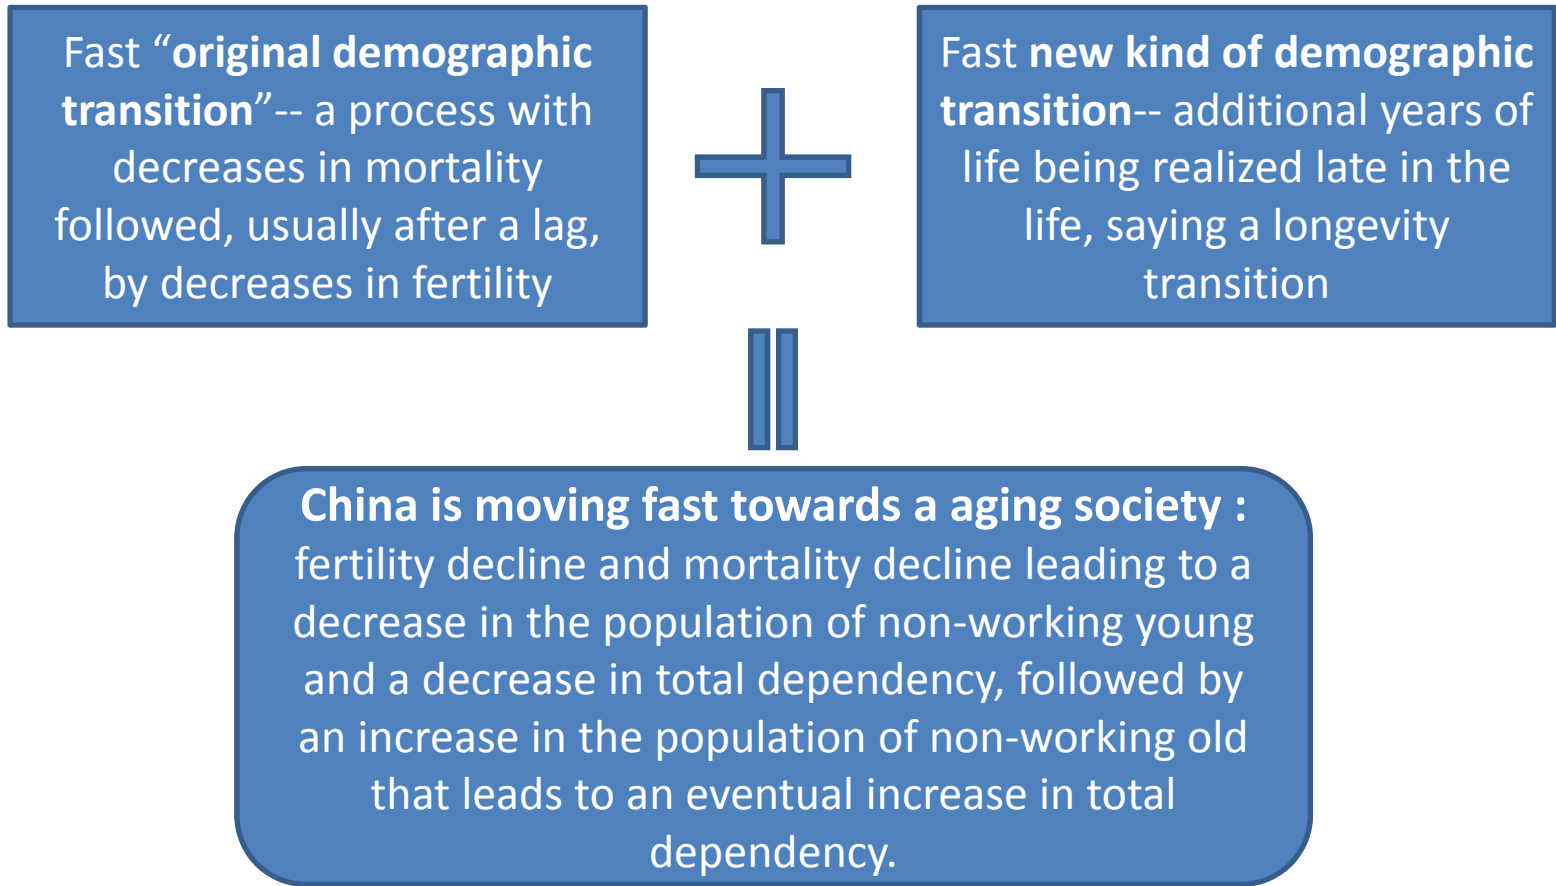 Fast “original demographic
transition”-- a process with
decreases in mortality
followed, usually after a lag,
by decreases in fertility
Fast new kind of demographic
transition-- additional years of
life being realized late in the
life, saying a longevity
transition
China is moving fast towards a aging society :
fertility decline and mortality decline leading to a
decrease in the population of non-working young
and a decrease in total dependency, followed by
an increase in the population of non-working old
that leads to an eventual increase in total
dependency.